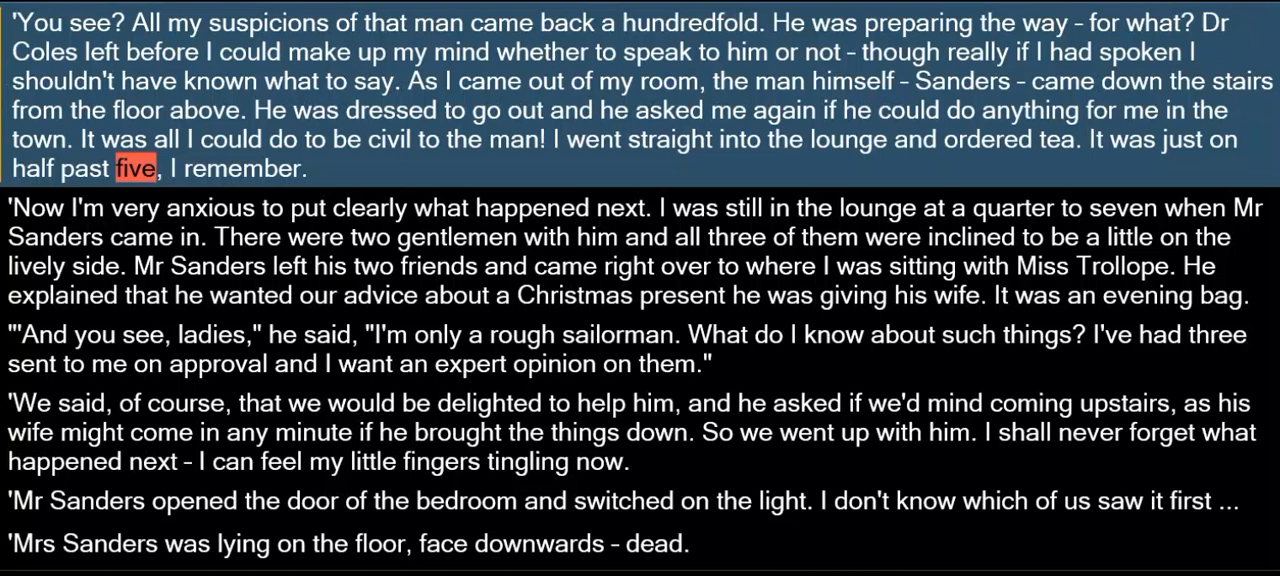 'You see? All my suspicions of that man came back a hundredfold. He was preparing the way - for what? Dr
Coles left before I could make up my mind whether to speak to him or not - though really if I had spoken I
shouldn't have known what to say. As I came out of my room, the man himself - Sanders - came down the stairs
from the floor above. He was dressed to go out and he asked me again if he could do anything for me in the
town. It was all I could do to be civil to the man! I went straight into the lounge and ordered tea. It was just on
half past five, I remember.
'Now I'm very anxious to put clearly what happened next. I was still in the lounge at a quarter to seven when Mr
Sanders came in. There were two gentlemen with him and all three of them were inclined to be a little on the
lively side. Mr Sanders left his two friends and came right over to where I was sitting with Miss Trollope. He
explained that he wanted our advice about a Christmas present he was giving his wife. It was an evening bag.
'"And you see, ladies," he said, "I'm only a rough sailorman. What do I know about such things? I've had three
sent to me on approval and I want an expert opinion on them."
'We said, of course, that we would be delighted to help him, and he asked if we'd mind coming upstairs, as his
wife might come in any minute if he brought the things down. So we went up with him. I shall never forget what
happened next - I can feel my little fingers tingling now.
'Mr Sanders opened the door of the bedroom and switched on the light. I don't know which of us saw it first ...
'Mrs Sanders was lying on the floor, face downwards - dead.